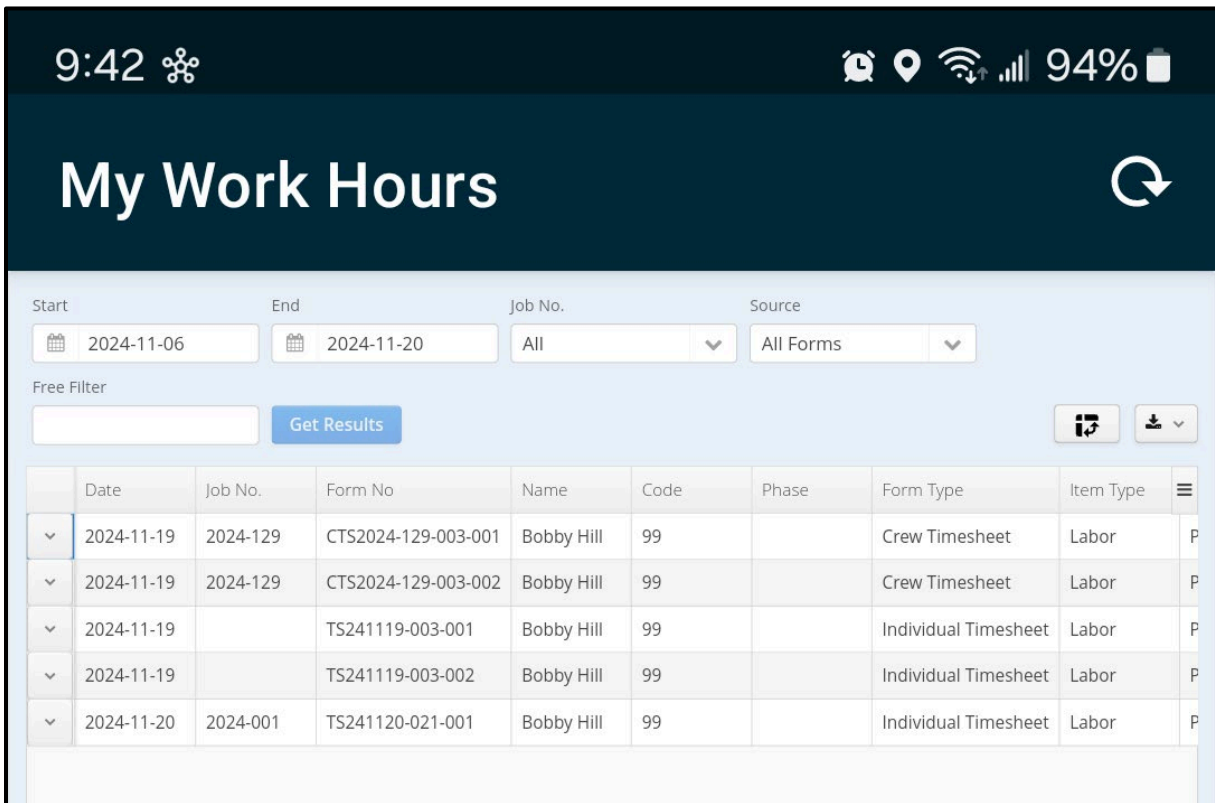 9:42 94%
My Work Hours
Start End Job No. Source
2024-11-06 2024-11-20 All All Forms
Free Filter
Get Results
Date Job No. Form No Name Code Phase Form Type Item Type
2024-11-19 2024-129 CTS2024-129-003-001 Bobby Hill 99 Crew Timesheet Labor P
2024-11-19 2024-129 CTS2024-129-003-002 Bobby Hill 99 Crew Timesheet Labor P
2024-11-19 TS241119-003-001 Bobby Hill 99 Individual Timesheet Labor P
2024-11-19 TS241119-003-002 Bobby Hill 99 Individual Timesheet Labor P
2024-11-20 2024-001 TS241120-021-001 Bobby Hill 99 Individual Timesheet Labor P